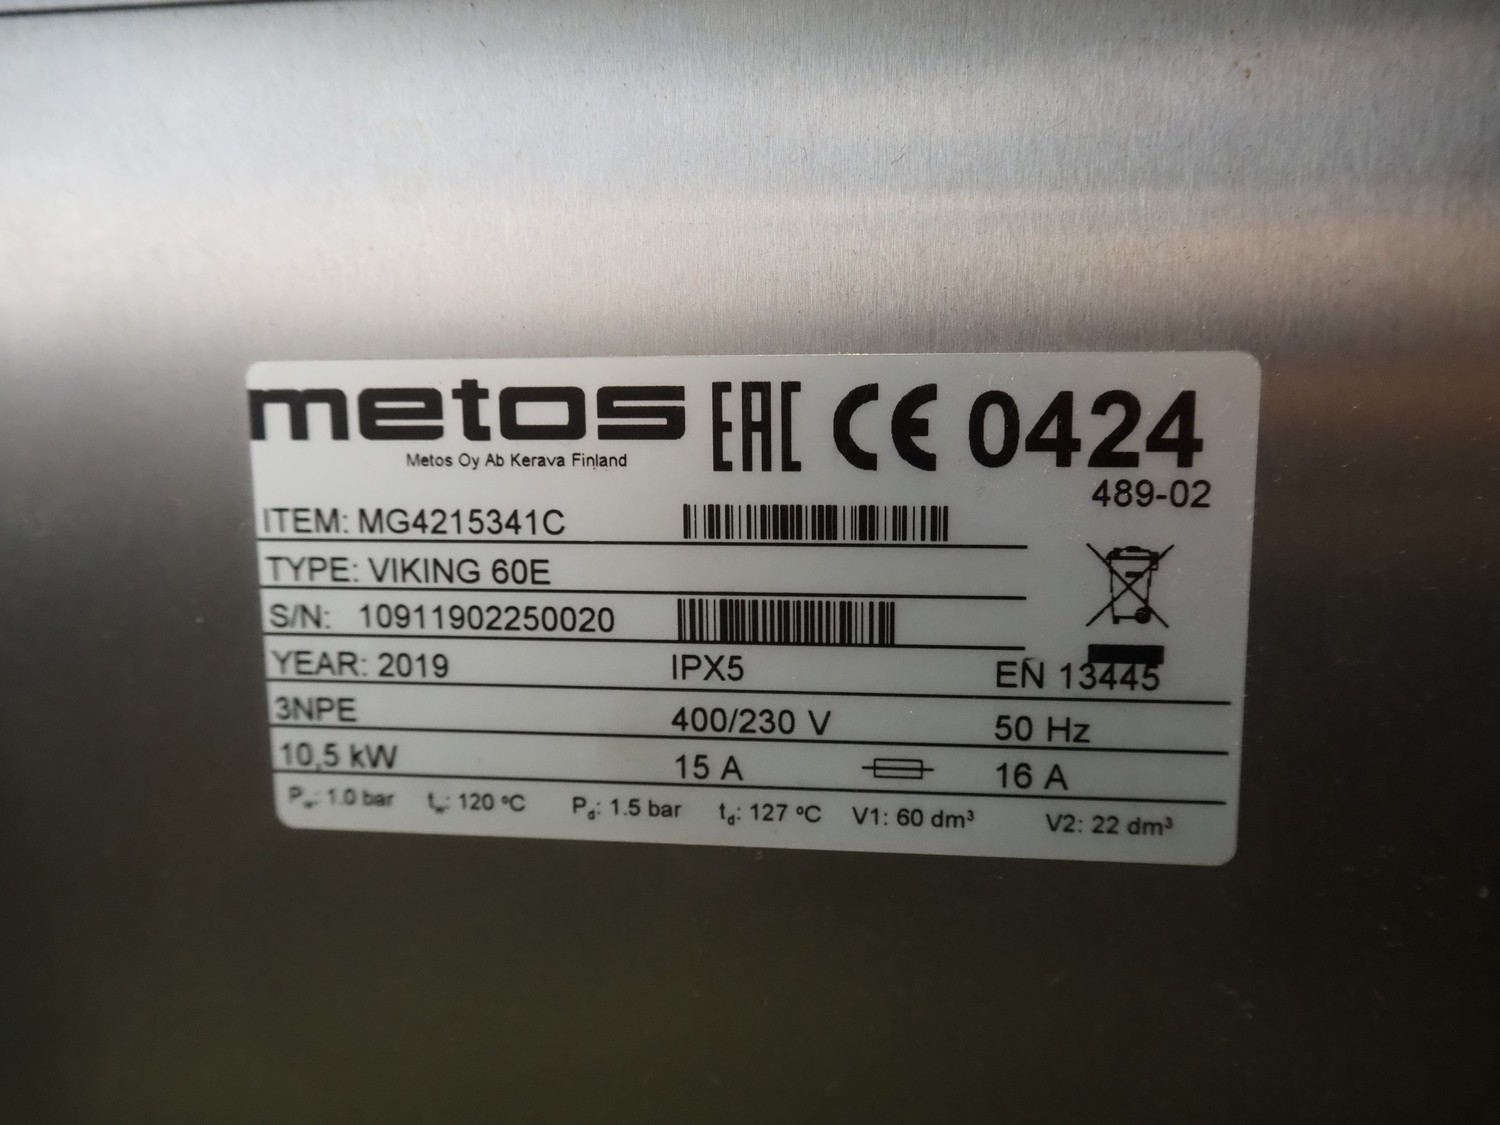 metos EAC CE 0424
Metos Oy Ab Kerava Finland
489-02
ITEM: MG4215341C
TYPE: VIKING 60E
S/N: 10911902250020
YEAR: 2019 IPX5 EN 13445
3NPE 400/230 V 50 Hz
10,5 kW 15 A 16 A
Pw: 1.0 bar tw: 120 ºC Pd: 1.5 bar td: 127 ºC V1: 60 dm³ V2: 22 dm³